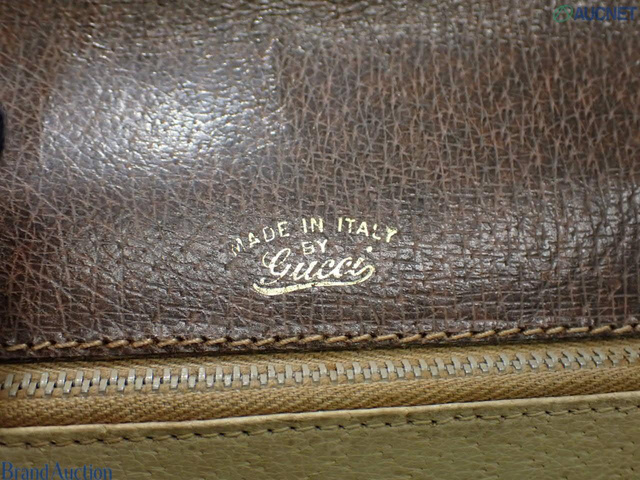 AUCNET
MADE IN ITALY
BY
Gucci
Brand Auction